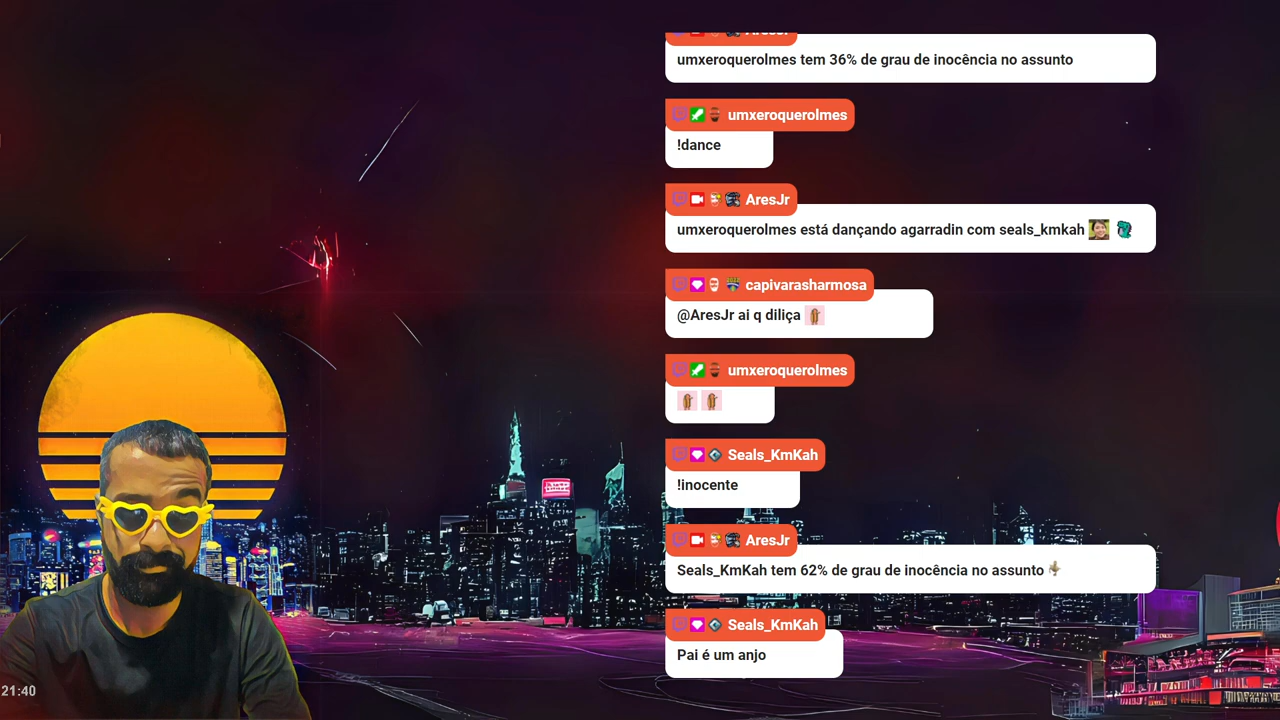 AresJr
umxeroquerolmes tem 36% de grau de inocência no assunto
umxeroquerolmes
!dance
AresJr
umxeroquerolmes está dançando agarradin com seals_kmkah
capivarasharmosa
@AresJr ai q diliça
umxeroquerolmes
Seals_KmKah
!inocente
AresJr
Seals_KmKah tem 62% de grau de inocência no assunto
Seals_KmKah
Pai é um anjo
21:40